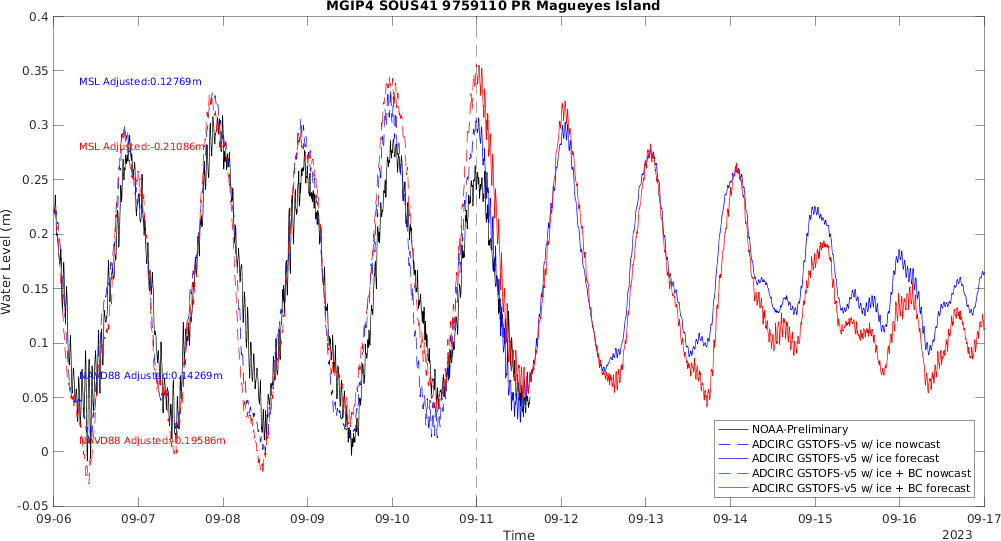 MGIP4 SOUS41 9759110 PR Magueyes Island
0.4
0.35
MSL Adjusted:0.12769m
0.3
MSL Adjusted:-0.21086m
0.25
0.2
Water Level (m)
0.15
0.1
NAVD88 Adjusted:0.14269m
0.05
NAVD88 Adjusted:-0.19586m
0
-0.05
NOAA-Preliminary
ADCIRC GSTOFS-v5 w/ ice nowcast
ADCIRC GSTOFS-v5 w/ ice forecast
ADCIRC GSTOFS-v5 w/ ice + BC nowcast
ADCIRC GSTOFS-v5 w/ ice + BC forecast
09-06 09-07 09-08 09-09 09-10 09-11 09-12 09-13 09-14 09-15 09-16 09-17
Time
2023